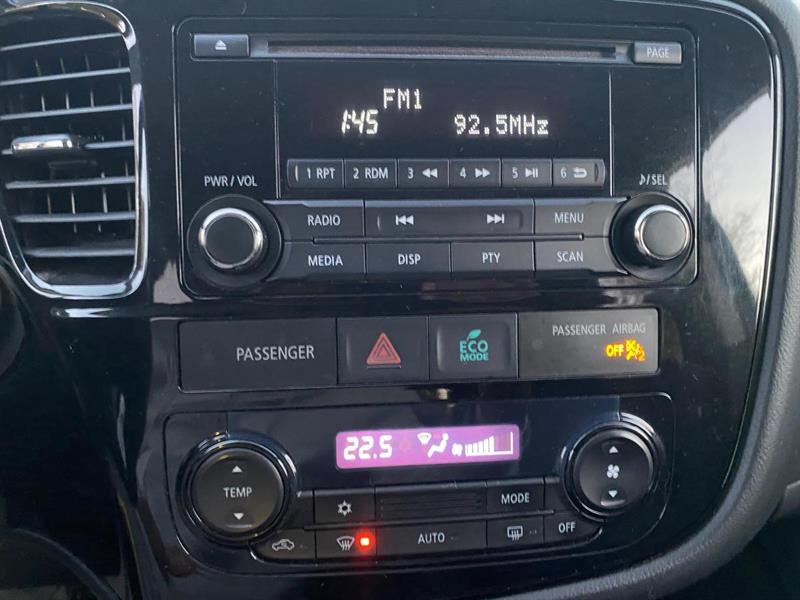 PAGE
FM1
1:45 92.5MHz
1 RPT 2 RDM 3 4 5 6
PWR / VOL
/SEL
RADIO MENU
MEDIA DISP PTY SCAN
PASSENGER
ECO
MODE
PASSENGER AIRBAG
OFF 2
22.5
TEMP
MODE
AUTO
OFF